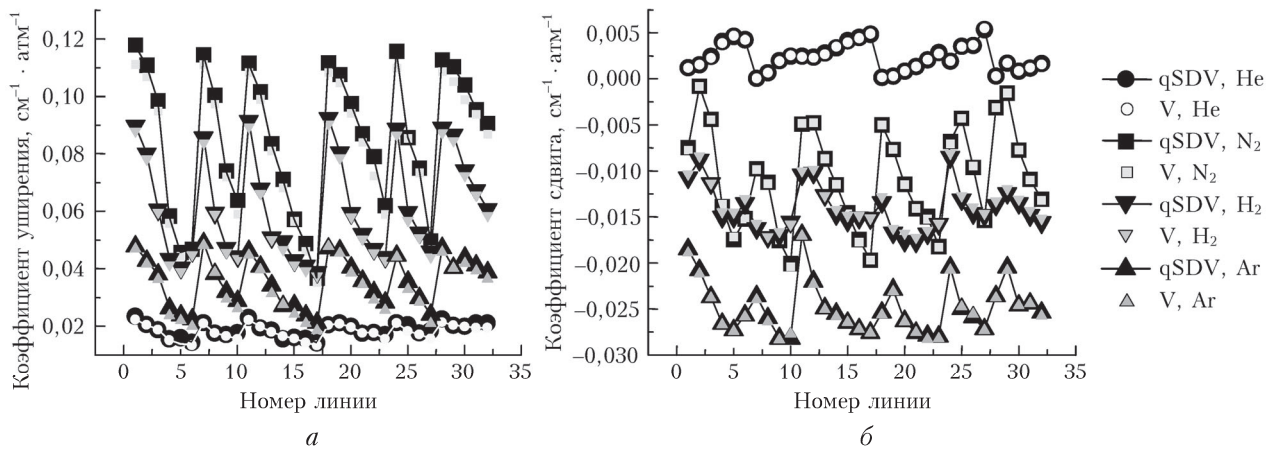 Коэффициент уширения, см⁻¹ · атм⁻¹
0,12
0,10
0,08
0,06
0,04
0,02
0 5 10 15 20 25 30 35
Номер линии
а
Коэффициент сдвига, см⁻¹ · атм⁻¹
0,005
0,000
−0,005
−0,010
−0,015
−0,020
−0,025
−0,030
0 5 10 15 20 25 30 35
Номер линии
б
qSDV, He
V, He
qSDV, N₂
V, N₂
qSDV, H₂
V, H₂
qSDV, Ar
V, Ar